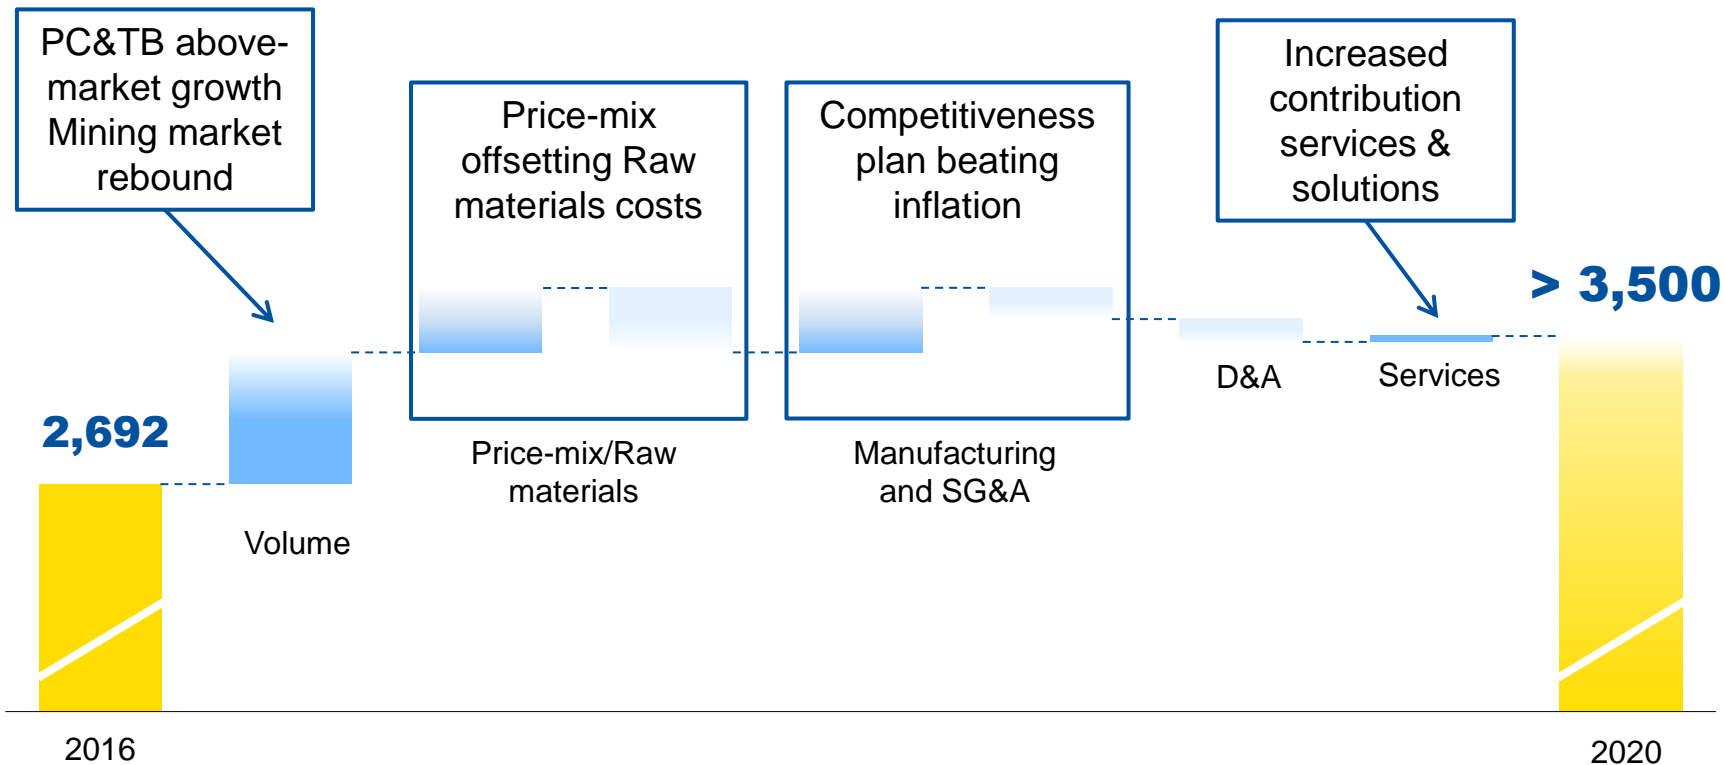 PC&TB above-
market growth
Mining market
rebound
Price-mix
offsetting Raw
materials costs
Competitiveness
plan beating
inflation
Increased
contribution
services &
solutions
> 3,500
2,692
D&A
Services
Price-mix/Raw
materials
Manufacturing
and SG&A
Volume
2016
2020